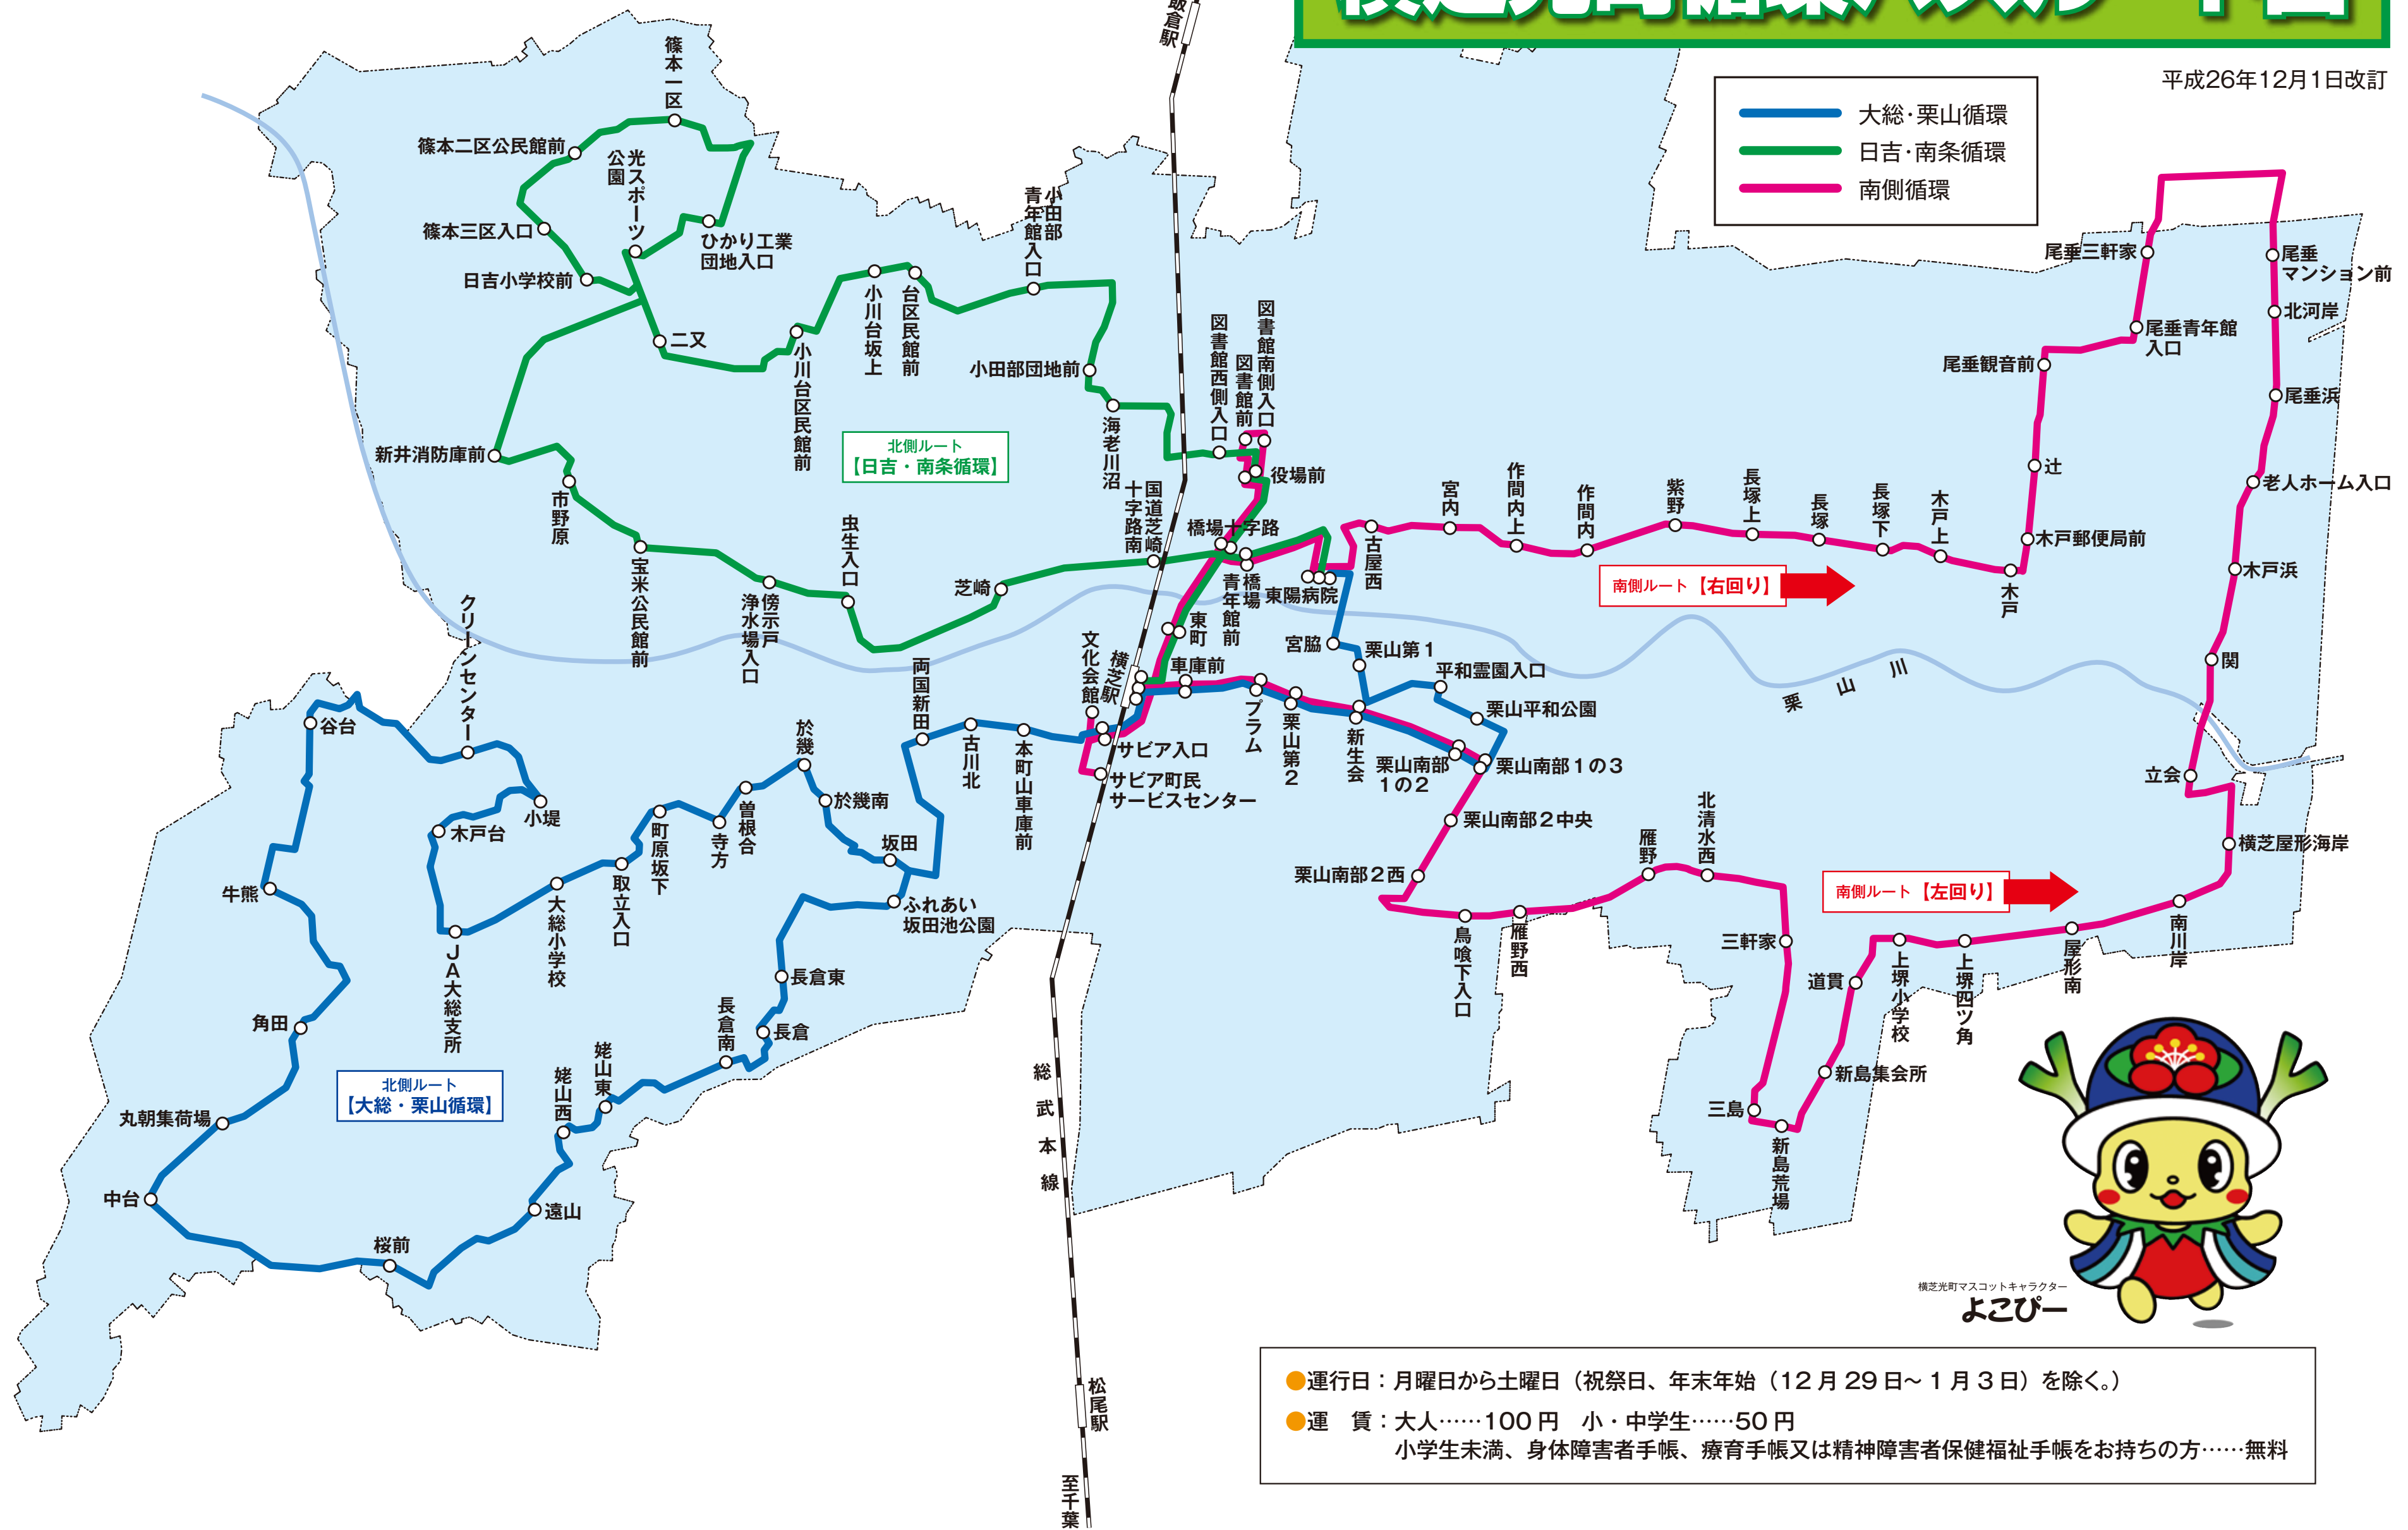 横芝光町循環バスルート図
平成26年12月1日改訂
大総・栗山循環
日吉・南条循環
南側循環
飯倉駅
篠本一区
篠本二区公民館前
光スポーツ
公園
篠本三区入口
ひかり工業
団地入口
日吉小学校前
二又
小川台区民館前
小川台坂上
台区民館前
小田部
青年館入口
小田部団地前
海老川沼
図書館西側入口
図書館前
図書館南側入口
役場前
北側ルート
【日吉・南条循環】
新井消防庫前
市野原
宝米公民館前
傍示戸
浄水場入口
虫生入口
芝崎
国道芝崎
十字路南
橋場十字路
橋場
青年館前
東陽病院
東町
古屋西
宮内
作間内上
作間内
紫野
長塚上
長塚
長塚下
木戸上
木戸
木戸郵便局前
辻
尾垂観音前
尾垂青年館
入口
尾垂三軒家
尾垂
マンション前
北河岸
尾垂浜
老人ホーム入口
木戸浜
関
立会
横芝屋形海岸
南川岸
屋形南
上堺四ツ角
上堺小学校
道貫
新島集会所
新島荒場
三島
三軒家
北清水西
雁野
雁野西
鳥喰下入口
栗山南部2西
栗山南部2中央
栗山南部1の3
栗山南部
1の2
南側ルート【右回り】
南側ルート【左回り】
栗山川
宮脇
栗山第1
平和霊園入口
栗山平和公園
新生会
栗山第2
プラム
車庫前
横芝駅
文化会館
サビア入口
サビア町民
サービスセンター
本町山車庫前
古川北
両国新田
坂田
ふれあい
坂田池公園
於幾南
於幾
曽根合
寺方
町原坂下
取立入口
大総小学校
JA大総支所
木戸台
小堤
クリーンセンター
谷台
牛熊
角田
丸朝集荷場
中台
桜前
遠山
姥山西
姥山東
長倉南
長倉
長倉東
北側ルート
【大総・栗山循環】
総武本線
松尾駅
至千葉
横芝光町マスコットキャラクター
よこぴー
●運行日：月曜日から土曜日（祝祭日、年末年始（12月29日～1月3日）を除く。）
●運　賃：大人……100円　小・中学生……50円
小学生未満、身体障害者手帳、療育手帳又は精神障害者保健福祉手帳をお持ちの方……無料